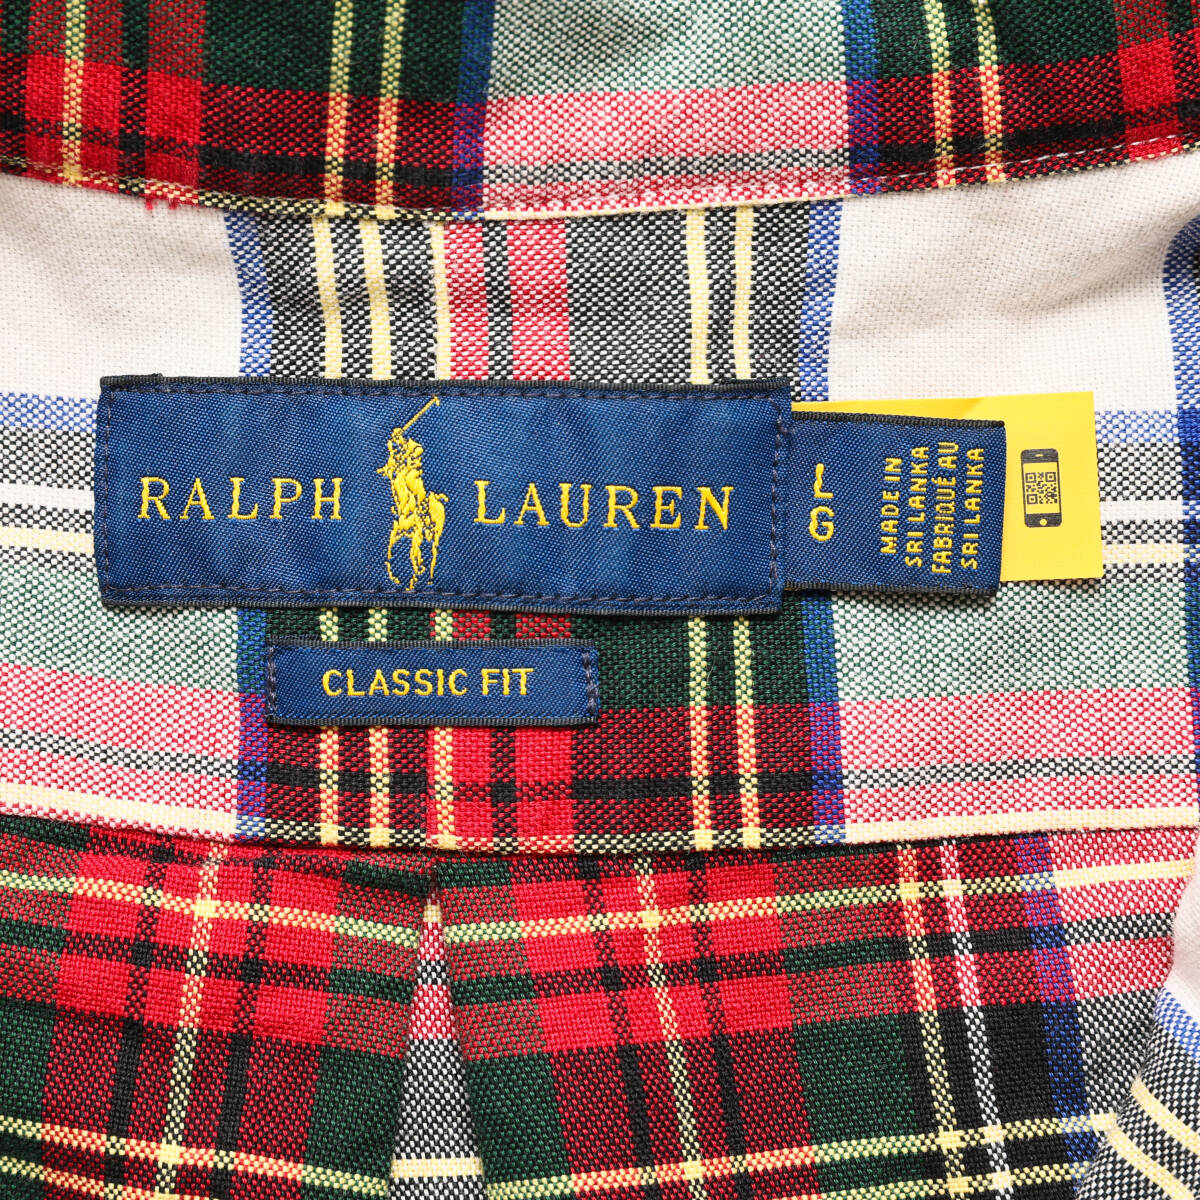 RALPH LAUREN
L
G
MADE IN
SRI LANKA
FABRIQUÉ AU
SRI LANKA
CLASSIC FIT